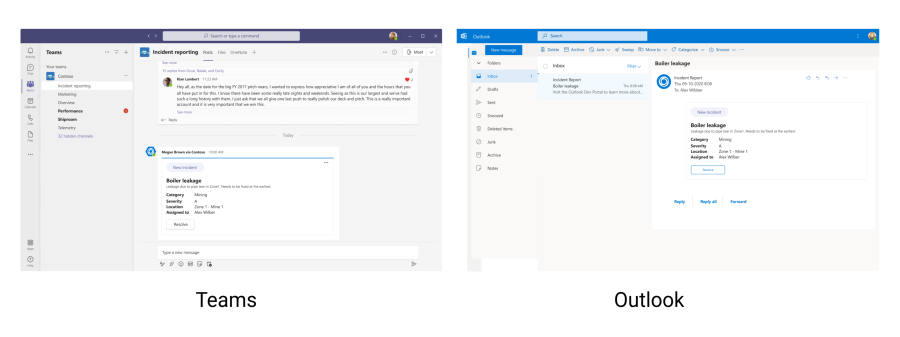 Search or type a command
Activity
Chat
Teams
Calendar
Calls
Files
Help
Teams
Your teams
Contoso
Incident reporting
Marketing
Overview
Performance
Shiproom
Telemetry
32 hidden channels
Incident reporting Posts Files OneNote +
Meet
See more
15 replies from Oscar, Babak, and Emily
Kian Lambert 11:23 AM
Hey all, as the date for the big FY 2017 pitch nears, I wanted to express how appreciative I am of all of you and the hours that you
all have put in for this. I know there have been some really late nights and weekends. Seeing as this is our largest and we've had
such a long history with them, I just ask that we all give one last push to really polish our deck and pitch. This is a really important
account and it is very important that we win this.
See more
Reply
Today
Megan Brown via Contoso 10:00 AM
New Incident
Boiler leakage
Leakage due to pipe tear in Zone1. Needs to be fixed at the earliest.
Category Mining
Severity A
Location Zone 1 - Mine 1
Assigned to Alex Wilber
Resolve
Type a new message
Teams
Outlook
Search
New message
Delete Archive Junk Sweep Move to Categorize Snooze
Folders
Inbox 1
Drafts
Sent
Snoozed
Deleted Items
Junk
Archive
Notes
Inbox
Filter
Incident Report
Boiler leakage Thu 8:08 AM
Visit the Outlook Dev Portal to learn more about...
Boiler leakage
Incident Report
Thu 09-10-2020 8:08
To: Alex Wilber
New Incident
Boiler leakage
Leakage due to pipe tear in Zone1. Needs to be fixed at the earliest.
Category Mining
Severity A
Location Zone 1 - Mine 1
Assigned to Alex Wilber
Resolve
Reply Reply all Forward
Outlook